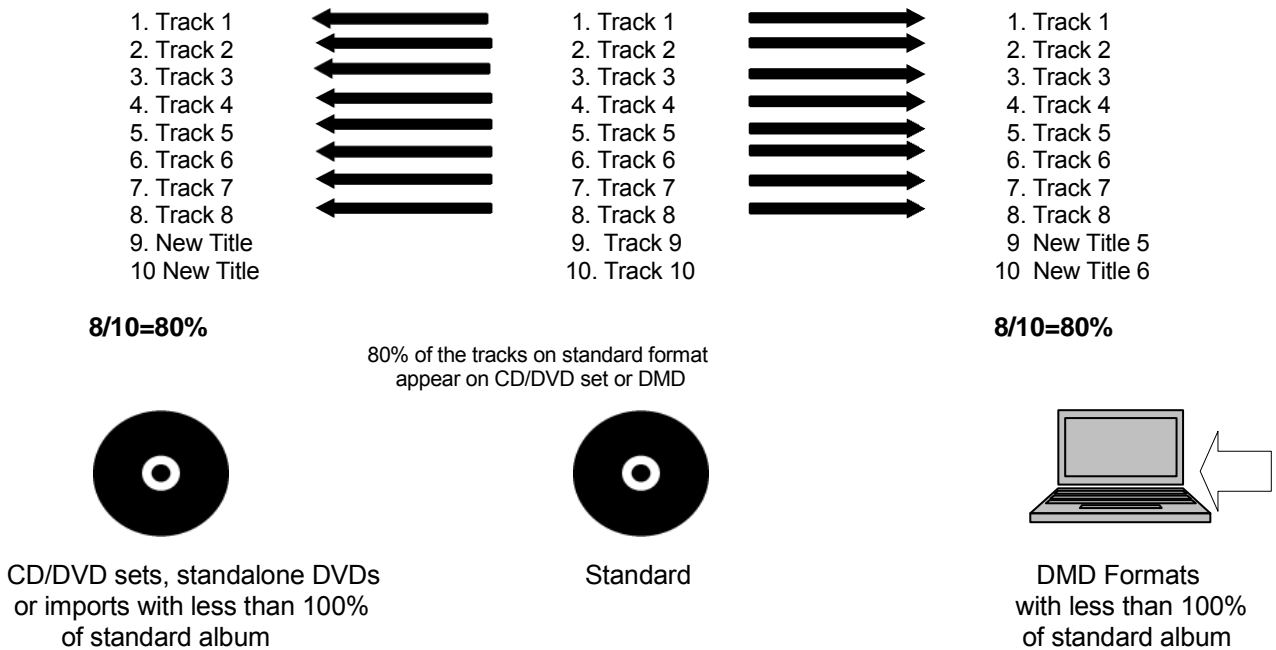 1. Track 1
2. Track 2
3. Track 3
4. Track 4
5. Track 5
6. Track 6
7. Track 7
8. Track 8
9. New Title
10 New Title
8/10=80%
1. Track 1
2. Track 2
3. Track 3
4. Track 4
5. Track 5
6. Track 6
7. Track 7
8. Track 8
9. Track 9
10. Track 10
1. Track 1
2. Track 2
3. Track 3
4. Track 4
5. Track 5
6. Track 6
7. Track 7
8. Track 8
9 New Title 5
10 New Title 6
8/10=80%
80% of the tracks on standard format
appear on CD/DVD set or DMD
CD/DVD sets, standalone DVDs
or imports with less than 100%
of standard album
Standard
DMD Formats
with less than 100%
of standard album